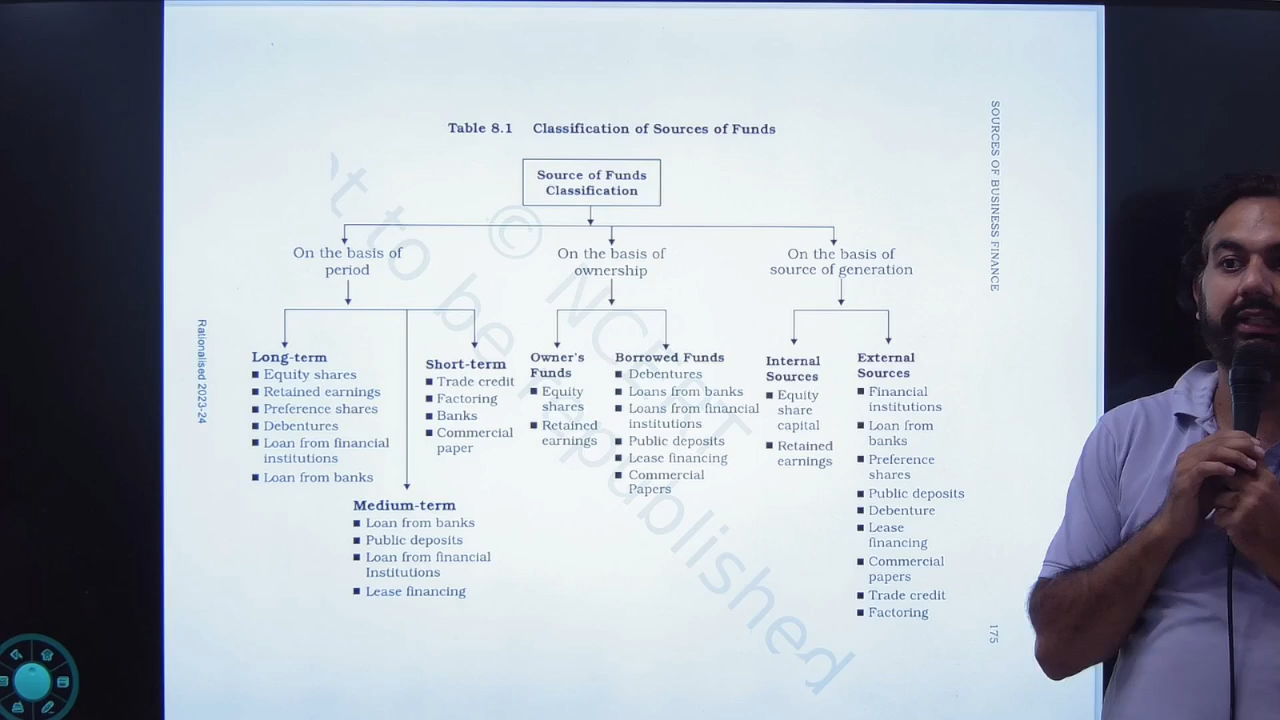 Table 8.1 Classification of Sources of Funds
Source of Funds
Classification
On the basis of
period
On the basis of
ownership
On the basis of
source of generation
Long-term
■ Equity shares
■ Retained earnings
■ Preference shares
■ Debentures
■ Loan from financial
institutions
■ Loan from banks
Short-term
■ Trade credit
■ Factoring
■ Banks
■ Commercial
paper
Medium-term
■ Loan from banks
■ Public deposits
■ Loan from financial
Institutions
■ Lease financing
Owner's
Funds
■ Equity
shares
■ Retained
earnings
Borrowed Funds
■ Debentures
■ Loans from banks
■ Loans from financial
institutions
■ Public deposits
■ Lease financing
■ Commercial
Papers
Internal
Sources
■ Equity
share
capital
■ Retained
earnings
External
Sources
■ Financial
institutions
■ Loan from
banks
■ Preference
shares
■ Public deposits
■ Debenture
■ Lease
financing
■ Commercial
papers
■ Trade credit
■ Factoring
SOURCES OF BUSINESS FINANCE
175
Rationalised 2023-24
© NCERT
to be republished